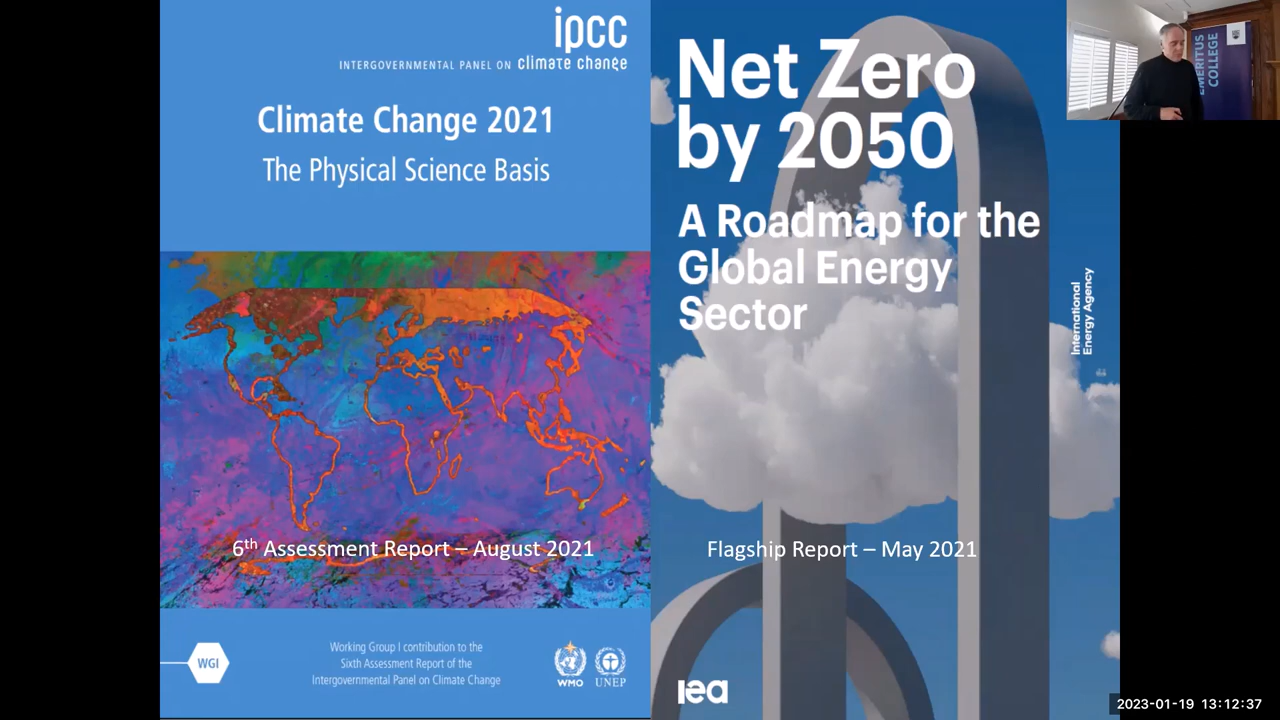 ipcc
INTERGOVERNMENTAL PANEL ON climate change
Climate Change 2021
The Physical Science Basis
6th Assessment Report – August 2021
WGI
Working Group I contribution to the
Sixth Assessment Report of the
Intergovernmental Panel on Climate Change
WMO
UNEP
Net Zero
by 2050
A Roadmap for the
Global Energy
Sector
International
Energy Agency
Flagship Report – May 2021
iea
EMERITUS
COLLEGE
2023-01-19 13:12:37